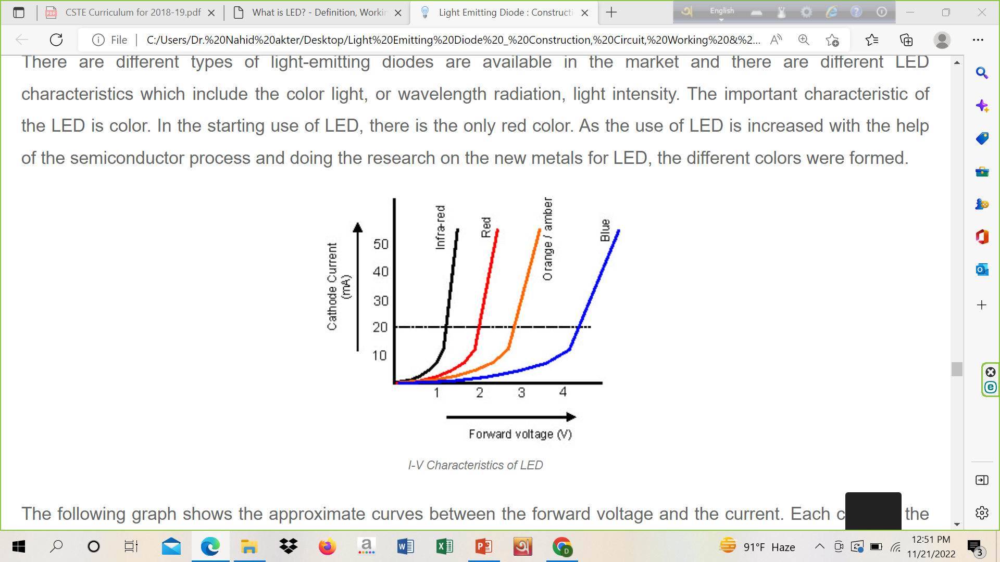 CSTE Curriculum for 2018-19.pdf
What is LED? - Definition, Workin
Light Emitting Diode : Constructi
English
File
C:/Users/Dr.%20Nahid%20akter/Desktop/Light%20Emitting%20Diode%20_%20Construction,%20Circuit,%20Working%20&%2...
There are different types of light-emitting diodes are available in the market and there are different LED
characteristics which include the color light, or wavelength radiation, light intensity. The important characteristic of
the LED is color. In the starting use of LED, there is the only red color. As the use of LED is increased with the help
of the semiconductor process and doing the research on the new metals for LED, the different colors were formed.
Infra-red
Red
Orange / amber
Blue
Cathode Current
(mA)
50
40
30
20
10
1 2 3 4
Forward voltage (V)
I-V Characteristics of LED
The following graph shows the approximate curves between the forward voltage and the current. Each c the
91°F Haze
12:51 PM
11/21/2022
3